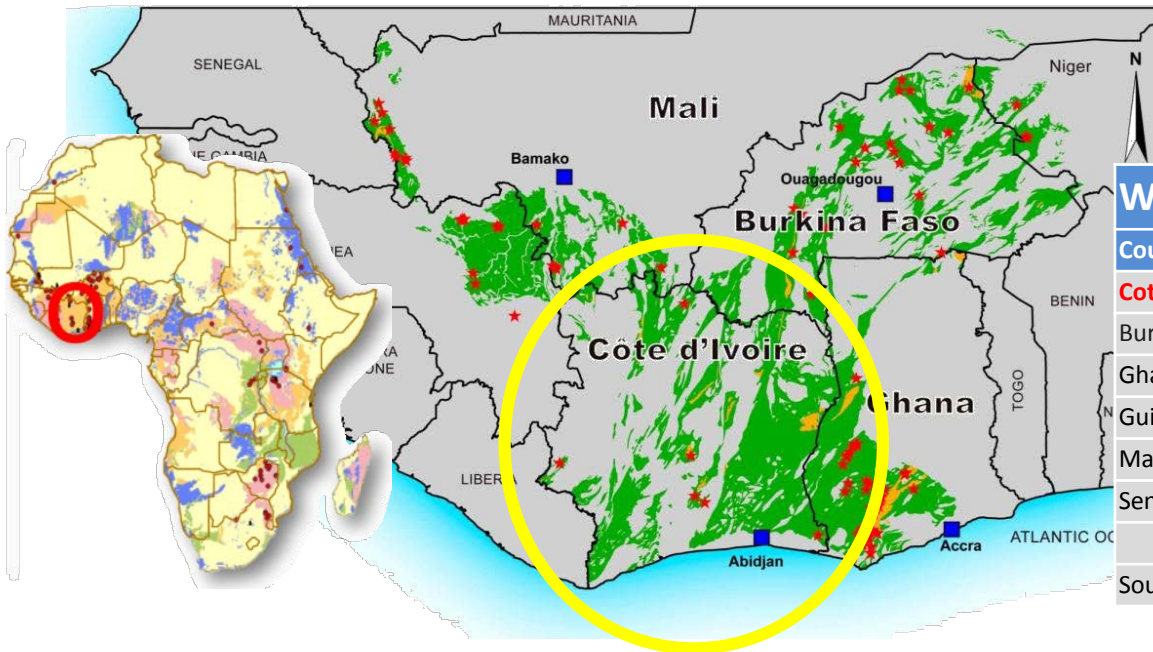 MAURITANIA
SENEGAL
Niger
N
Mali
Bamako
Ouagadougou
Burkina Faso
BENIN
Côte d'Ivoire
TOGO
Ghana
LIBERIA
ATLANTIC OC
Abidjan
Accra
W
Cou
Cot
Bur
Gha
Gui
Ma
Sen
Sou